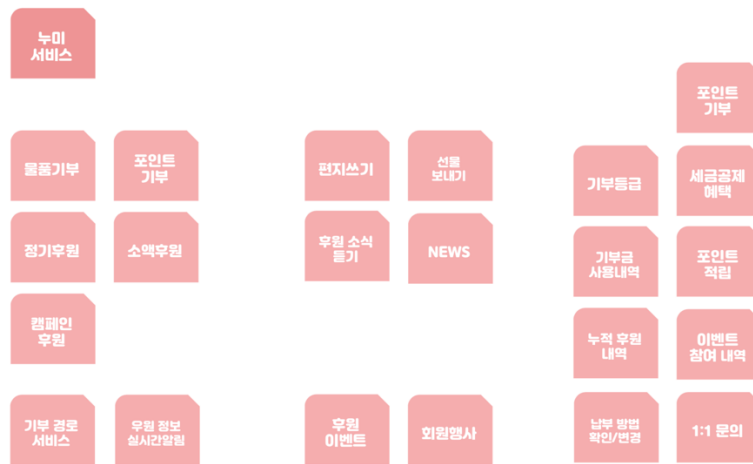 누미
서비스
포인트
기부
물품기부
포인트
기부
편지쓰기
선물
보내기
기부등급
세금공제
혜택
정기후원
소액후원
후원 소식
듣기
NEWS
기부금
사용내역
포인트
적립
캠페인
후원
누적 후원
내역
이벤트
참여 내역
기부 경로
서비스
우원 정보
실시간알림
후원
이벤트
회원행사
납부 방법
확인/변경
1:1 문의